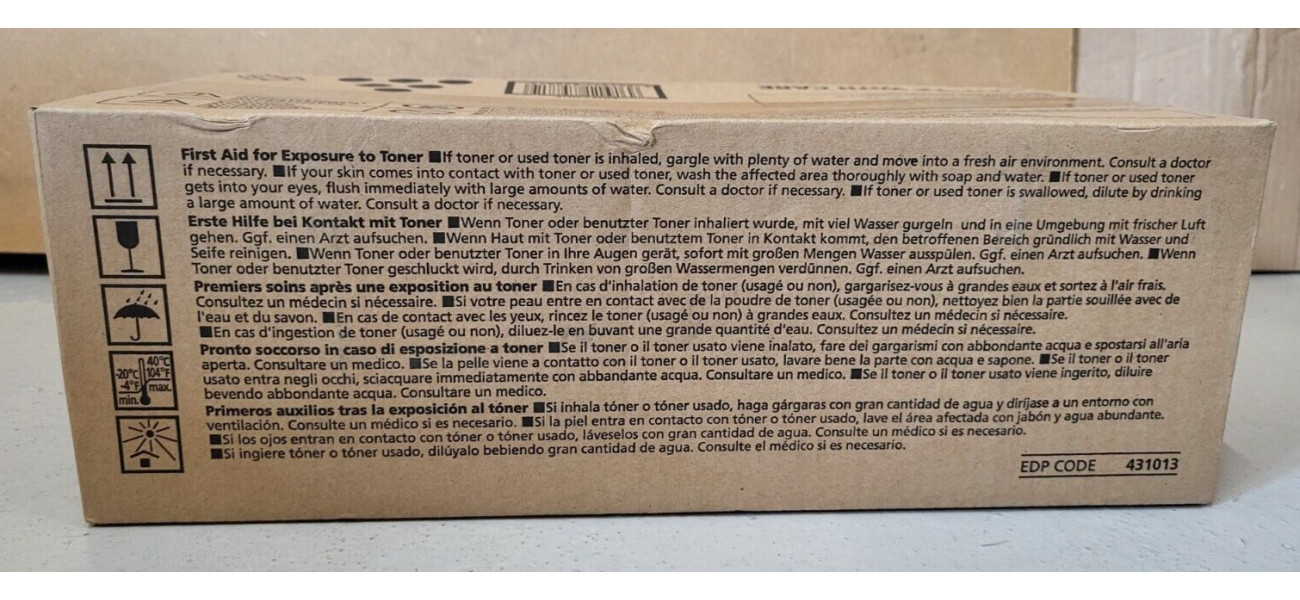 WITH CARE
First Aid for Exposure to Toner ■If toner or used toner is inhaled, gargle with plenty of water and move into a fresh air environment. Consult a doctor
if necessary. ■If your skin comes into contact with toner or used toner, wash the affected area thoroughly with soap and water. ■If toner or used toner
gets into your eyes, flush immediately with large amounts of water. Consult a doctor if necessary. ■If toner or used toner is swallowed, dilute by drinking
a large amount of water. Consult a doctor if necessary.
Erste Hilfe bei Kontakt mit Toner ■Wenn Toner oder benutzter Toner inhaliert wurde, mit viel Wasser gurgeln und in eine Umgebung mit frischer Luft
gehen. Ggf. einen Arzt aufsuchen. ■Wenn Haut mit Toner oder benutztem Toner in Kontakt kommt, den betroffenen Bereich gründlich mit Wasser und
Seife reinigen. ■Wenn Toner oder benutzter Toner in Ihre Augen gerät, sofort mit großen Mengen Wasser ausspülen. Ggf. einen Arzt aufsuchen. ■Wenn
Toner oder benutzter Toner geschluckt wird, durch Trinken von großen Wassermengen verdünnen. Ggf. einen Arzt aufsuchen.
Premiers soins après une exposition au toner ■En cas d'inhalation de toner (usagé ou non), gargarisez-vous à grandes eaux et sortez à l'air frais.
Consultez un médecin si nécessaire. ■Si votre peau entre en contact avec de la poudre de toner (usagée ou non), nettoyez bien la partie souillée avec de
l'eau et du savon. ■En cas de contact avec les yeux, rincez le toner (usagé ou non) à grandes eaux. Consultez un médecin si nécessaire.
■En cas d'ingestion de toner (usagé ou non), diluez-le en buvant une grande quantité d'eau. Consultez un médecin si nécessaire.
Pronto soccorso in caso di esposizione a toner ■Se il toner o il toner usato viene inalato, fare dei gargarismi con abbondante acqua e spostarsi all'aria
aperta. Consultare un medico. ■Se la pelle viene a contatto con il toner o il toner usato, lavare bene la parte con acqua e sapone. ■Se il toner o il toner
usato entra negli occhi, sciacquare immediatamente con abbandante acqua. Consultare un medico. ■Se il toner o il toner usato viene ingerito, diluire
bevendo abbondante acqua. Consultare un medico.
Primeros auxilios tras la exposición al tóner ■Si inhala tóner o tóner usado, haga gárgaras con gran cantidad de agua y diríjase a un entorno con
ventilación. Consulte un médico si es necesario. ■Si la piel entra en contacto con tóner o tóner usado, lave el área afectada con jabón y agua abundante.
■Si los ojos entran en contacto con tóner o tóner usado, láveselos con gran cantidad de agua. Consulte un médico si es necesario.
■Si ingiere tóner o tóner usado, dilúyalo bebiendo gran cantidad de agua. Consulte el médico si es necesario.
40°C
-20°C 104°F
-4°F max.
min.
EDP CODE 431013